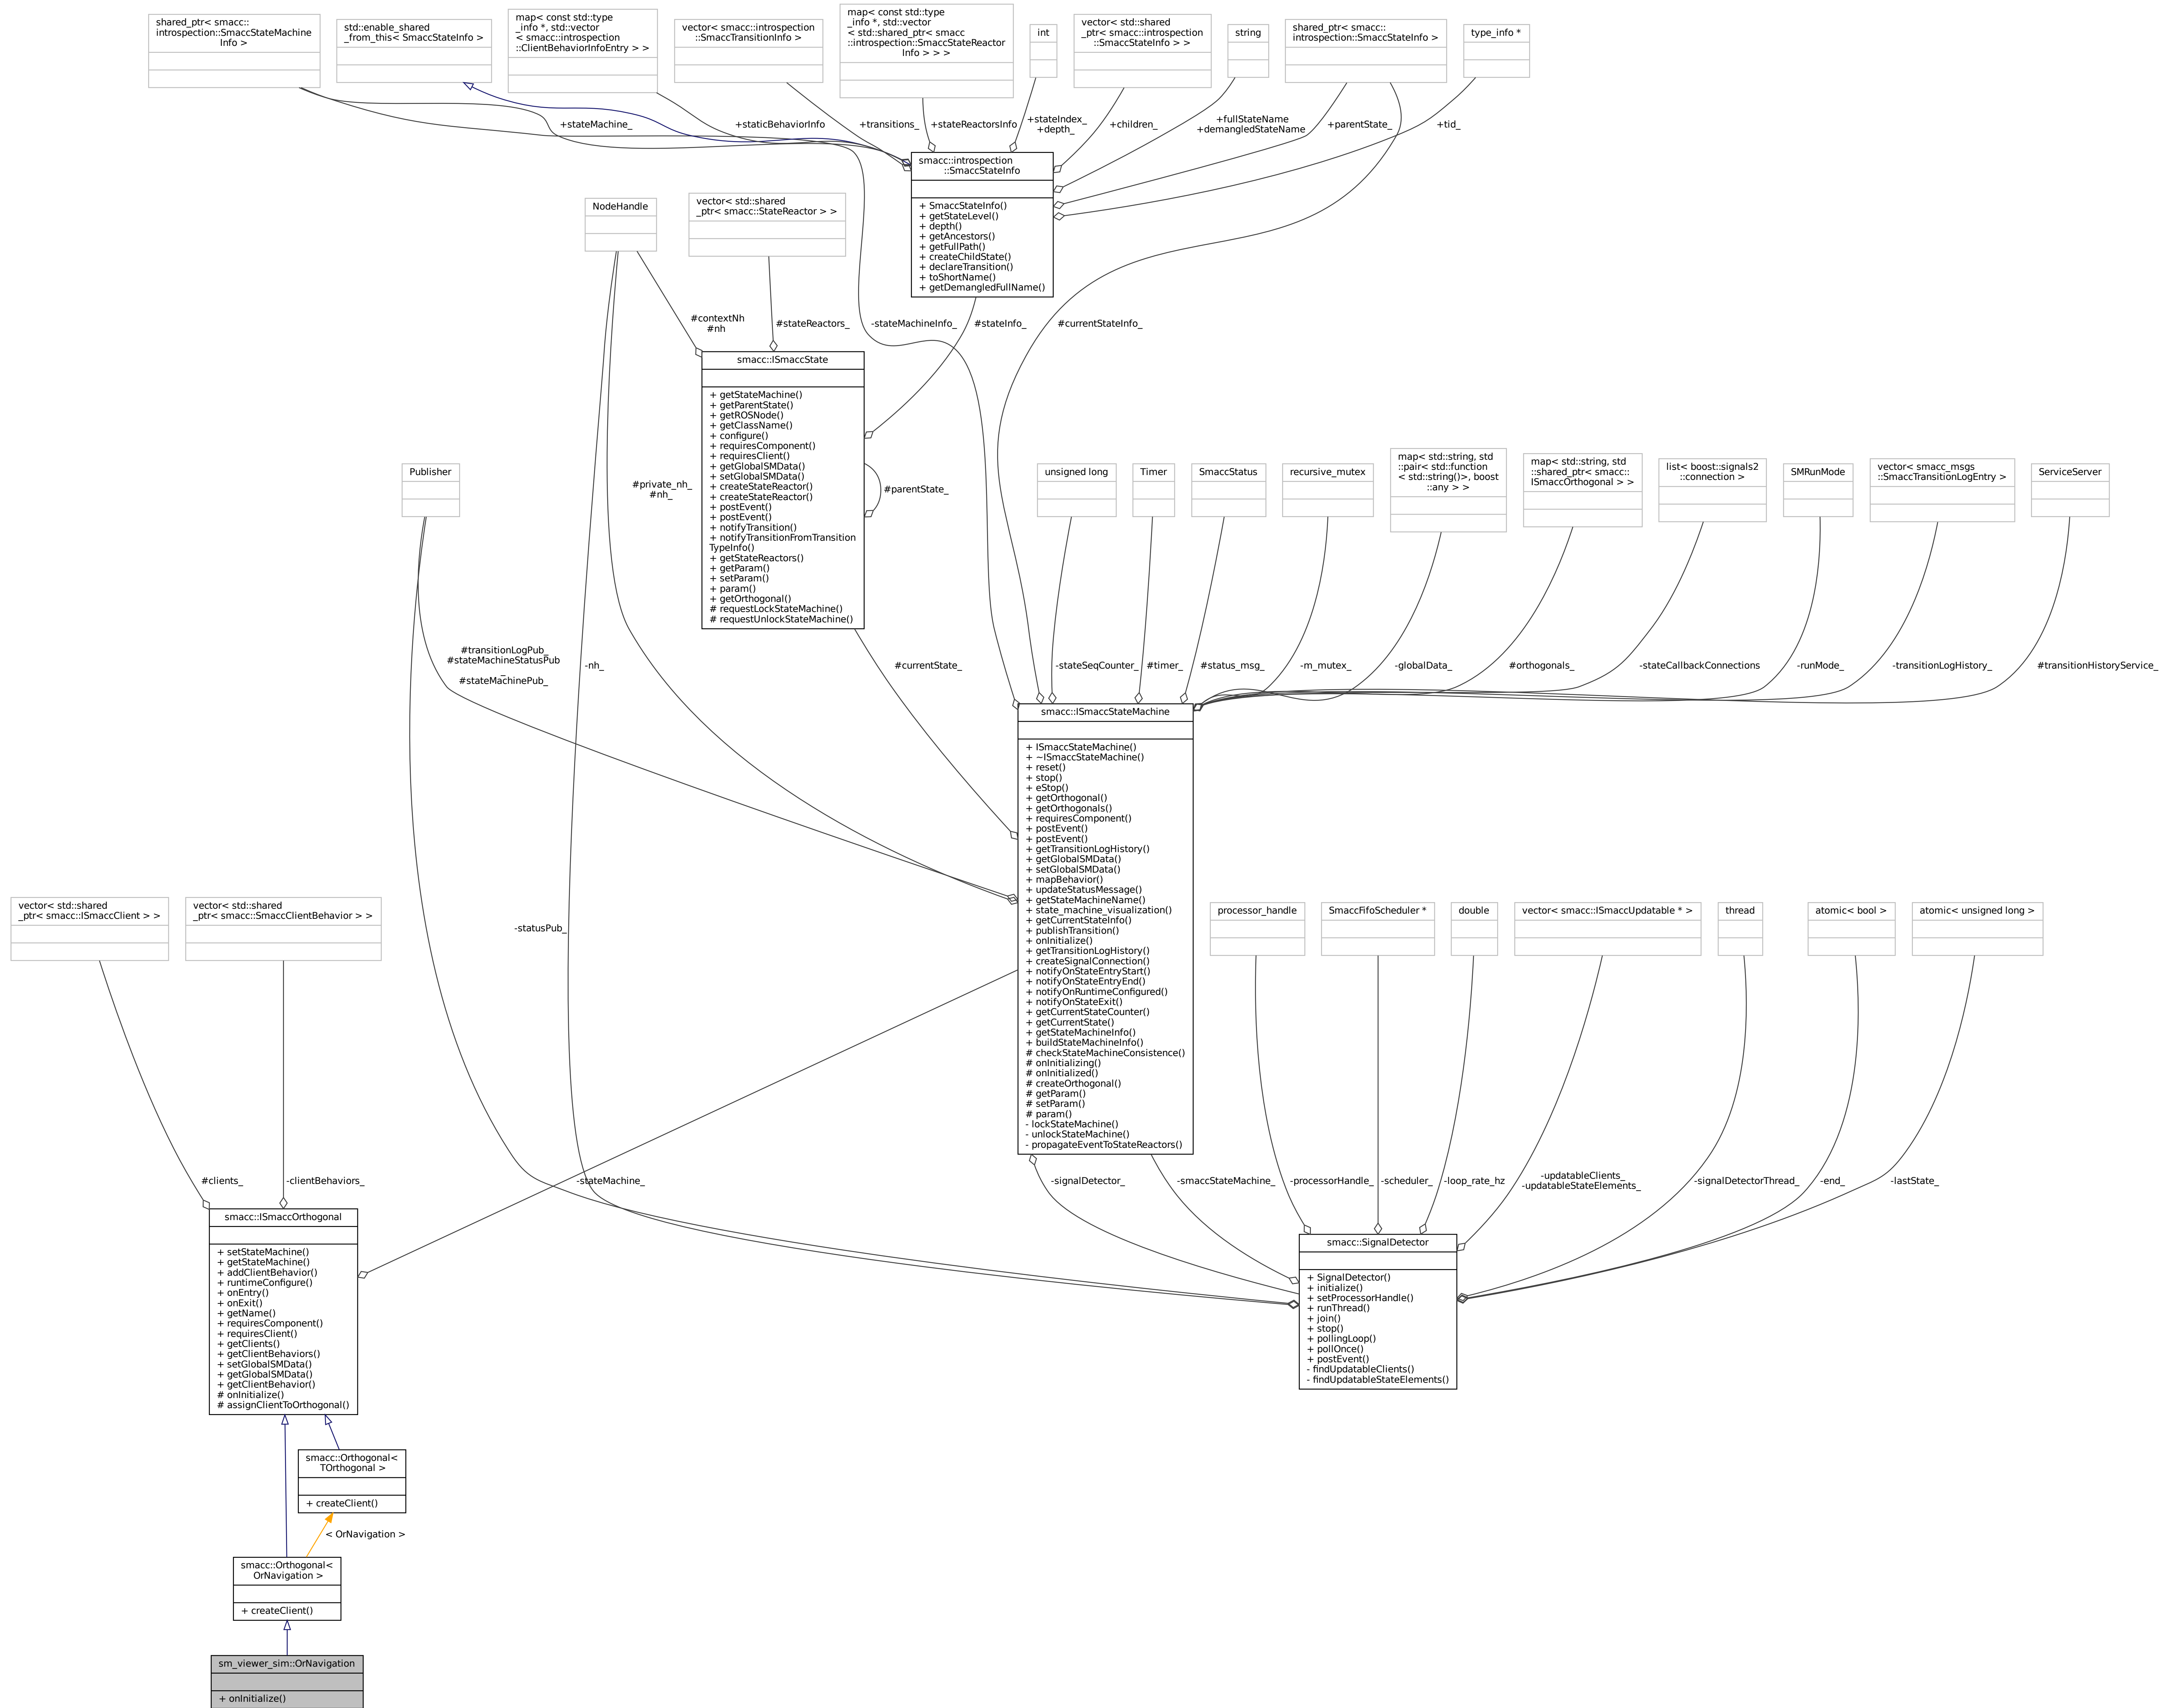 shared_ptr< smacc::
introspection::SmaccStateMachine
Info >
std::enable_shared
_from_this< SmaccStateInfo >
map< const std::type
_info *, std::vector
< smacc::introspection
::ClientBehaviorInfoEntry > >
vector< smacc::introspection
::SmaccTransitionInfo >
map< const std::type
_info *, std::vector
< std::shared_ptr< smacc
::introspection::SmaccStateReactor
Info > > >
int
vector< std::shared
_ptr< smacc::introspection
::SmaccStateInfo > >
string
shared_ptr< smacc::
introspection::SmaccStateInfo >
type_info *
+stateMachine_
+staticBehaviorInfo
+transitions_
+stateReactorsInfo
+stateIndex_
+depth_
+children_
+fullStateName
+demangledStateName
+parentState_
+tid_
smacc::introspection
::SmaccStateInfo
+ SmaccStateInfo()
+ getStateLevel()
+ depth()
+ getAncestors()
+ getFullPath()
+ createChildState()
+ declareTransition()
+ toShortName()
+ getDemangledFullName()
NodeHandle
vector< std::shared
_ptr< smacc::StateReactor > >
#contextNh
#nh
#stateReactors_
-stateMachineInfo_
#stateInfo_
#currentStateInfo_
smacc::ISmaccState
+ getStateMachine()
+ getParentState()
+ getROSNode()
+ getClassName()
+ configure()
+ requiresComponent()
+ requiresClient()
+ getGlobalSMData()
+ setGlobalSMData()
+ createStateReactor()
+ createStateReactor()
+ postEvent()
+ postEvent()
+ notifyTransition()
+ notifyTransitionFromTransition
TypeInfo()
+ getStateReactors()
+ getParam()
+ setParam()
+ param()
+ getOrthogonal()
# requestLockStateMachine()
# requestUnlockStateMachine()
#parentState_
Publisher
#private_nh_
#nh_
unsigned long
Timer
SmaccStatus
recursive_mutex
map< std::string, std
::pair< std::function
< std::string()>, boost
::any > >
map< std::string, std
::shared_ptr< smacc::
ISmaccOrthogonal > >
list< boost::signals2
::connection >
SMRunMode
vector< smacc_msgs
::SmaccTransitionLogEntry >
ServiceServer
#transitionLogPub_
#stateMachineStatusPub
_
#stateMachinePub_
-nh_
#currentState_
-stateSeqCounter_
#timer_
#status_msg_
-m_mutex_
-globalData_
#orthogonals_
-stateCallbackConnections
-runMode_
-transitionLogHistory_
#transitionHistoryService_
smacc::ISmaccStateMachine
+ ISmaccStateMachine()
+ ~ISmaccStateMachine()
+ reset()
+ stop()
+ eStop()
+ getOrthogonal()
+ getOrthogonals()
+ requiresComponent()
+ postEvent()
+ postEvent()
+ getTransitionLogHistory()
+ getGlobalSMData()
+ setGlobalSMData()
+ mapBehavior()
+ updateStatusMessage()
+ getStateMachineName()
+ state_machine_visualization()
+ getCurrentStateInfo()
+ publishTransition()
+ onInitialize()
+ getTransitionLogHistory()
+ createSignalConnection()
+ notifyOnStateEntryStart()
+ notifyOnStateEntryEnd()
+ notifyOnRuntimeConfigured()
+ notifyOnStateExit()
+ getCurrentStateCounter()
+ getCurrentState()
+ getStateMachineInfo()
+ buildStateMachineInfo()
# checkStateMachineConsistence()
# onInitializing()
# onInitialized()
# createOrthogonal()
# getParam()
# setParam()
# param()
- lockStateMachine()
- unlockStateMachine()
- propagateEventToStateReactors()
vector< std::shared
_ptr< smacc::ISmaccClient > >
vector< std::shared
_ptr< smacc::SmaccClientBehavior > >
-statusPub_
processor_handle
SmaccFifoScheduler *
double
vector< smacc::ISmaccUpdatable * >
thread
atomic< bool >
atomic< unsigned long >
#clients_
-clientBehaviors_
-stateMachine_
-signalDetector_
-smaccStateMachine_
-processorHandle_
-scheduler_
-loop_rate_hz
-updatableClients_
-updatableStateElements_
-signalDetectorThread_
-end_
-lastState_
smacc::ISmaccOrthogonal
+ setStateMachine()
+ getStateMachine()
+ addClientBehavior()
+ runtimeConfigure()
+ onEntry()
+ onExit()
+ getName()
+ requiresComponent()
+ requiresClient()
+ getClients()
+ getClientBehaviors()
+ setGlobalSMData()
+ getGlobalSMData()
+ getClientBehavior()
# onInitialize()
# assignClientToOrthogonal()
smacc::SignalDetector
+ SignalDetector()
+ initialize()
+ setProcessorHandle()
+ runThread()
+ join()
+ stop()
+ pollingLoop()
+ pollOnce()
+ postEvent()
- findUpdatableClients()
- findUpdatableStateElements()
smacc::Orthogonal<
TOrthogonal >
+ createClient()
< OrNavigation >
smacc::Orthogonal<
OrNavigation >
+ createClient()
sm_viewer_sim::OrNavigation
+ onInitialize()